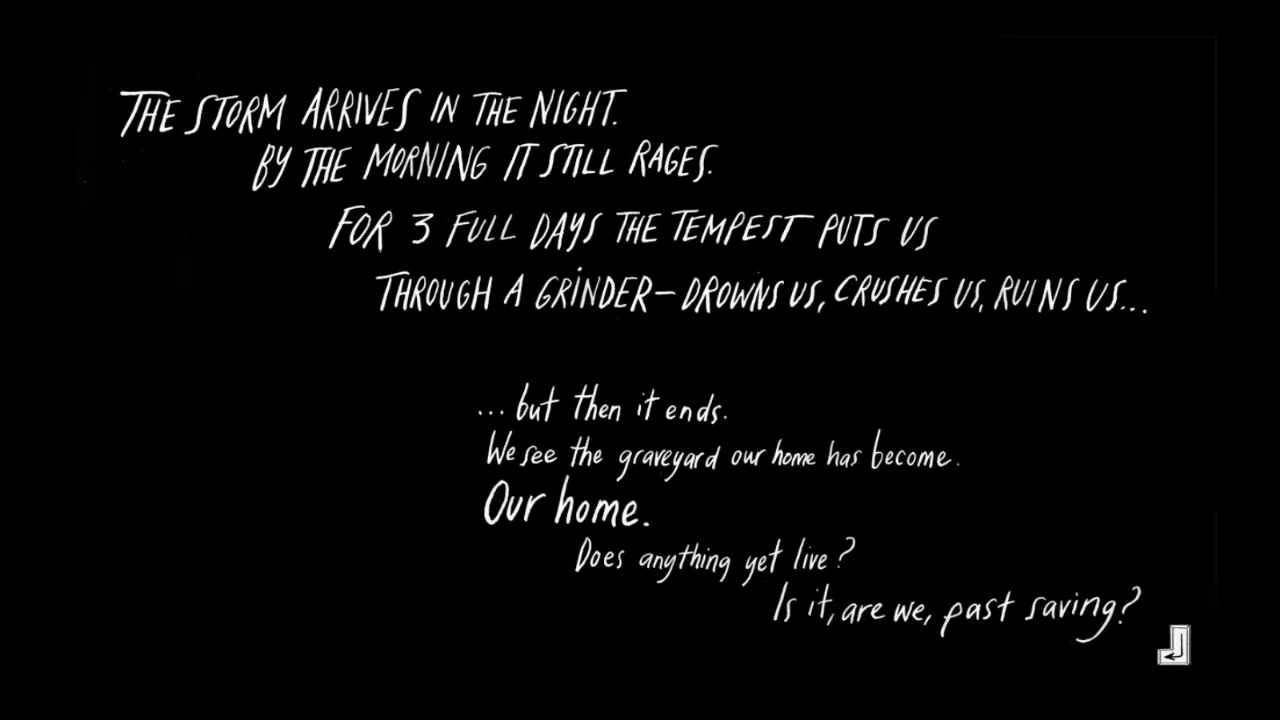 THE STORM ARRIVES IN THE NIGHT.
BY THE MORNING IT STILL RAGES.
FOR 3 FULL DAYS THE TEMPEST PUTS US
THROUGH A GRINDER—DROWNS US, CRUSHES US, RUINS US...
...but then it ends.
We see the graveyard our home has become.
Our home.
Does anything yet live?
Is it, are we, past saving?